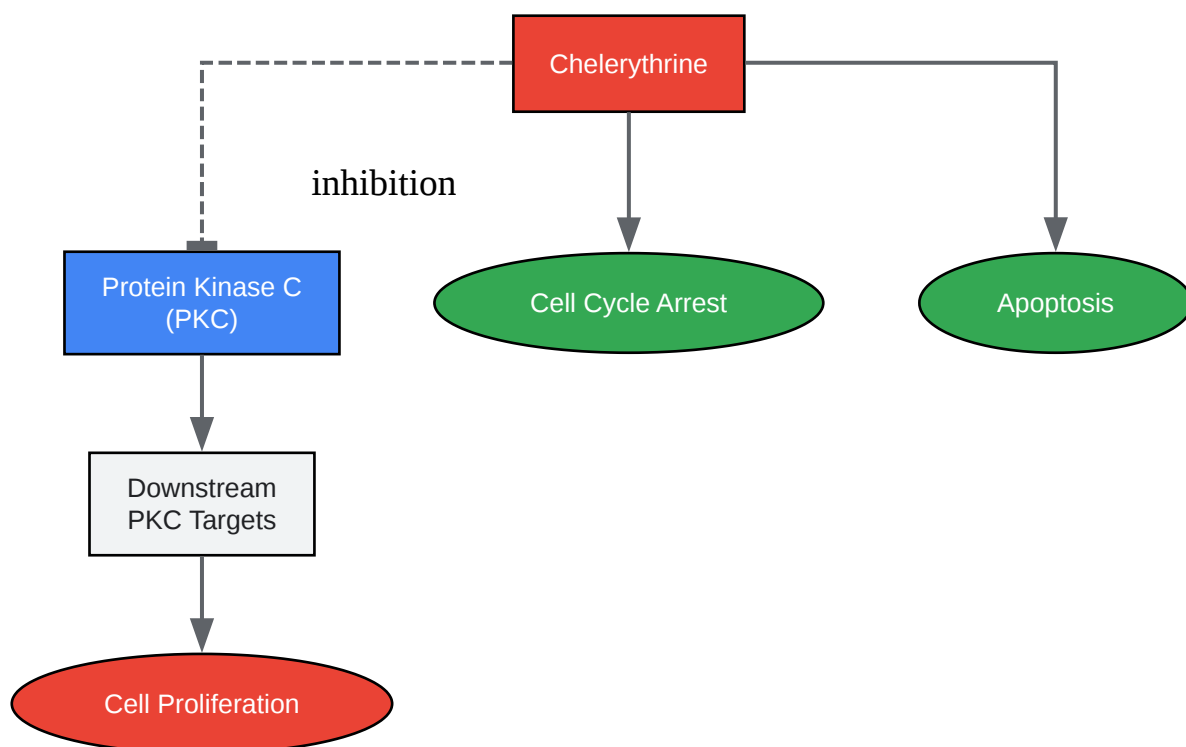 Chelerythrine
inhibition
Protein Kinase C
(PKC)
Cell Cycle Arrest
Apoptosis
Downstream
PKC Targets
Cell Proliferation